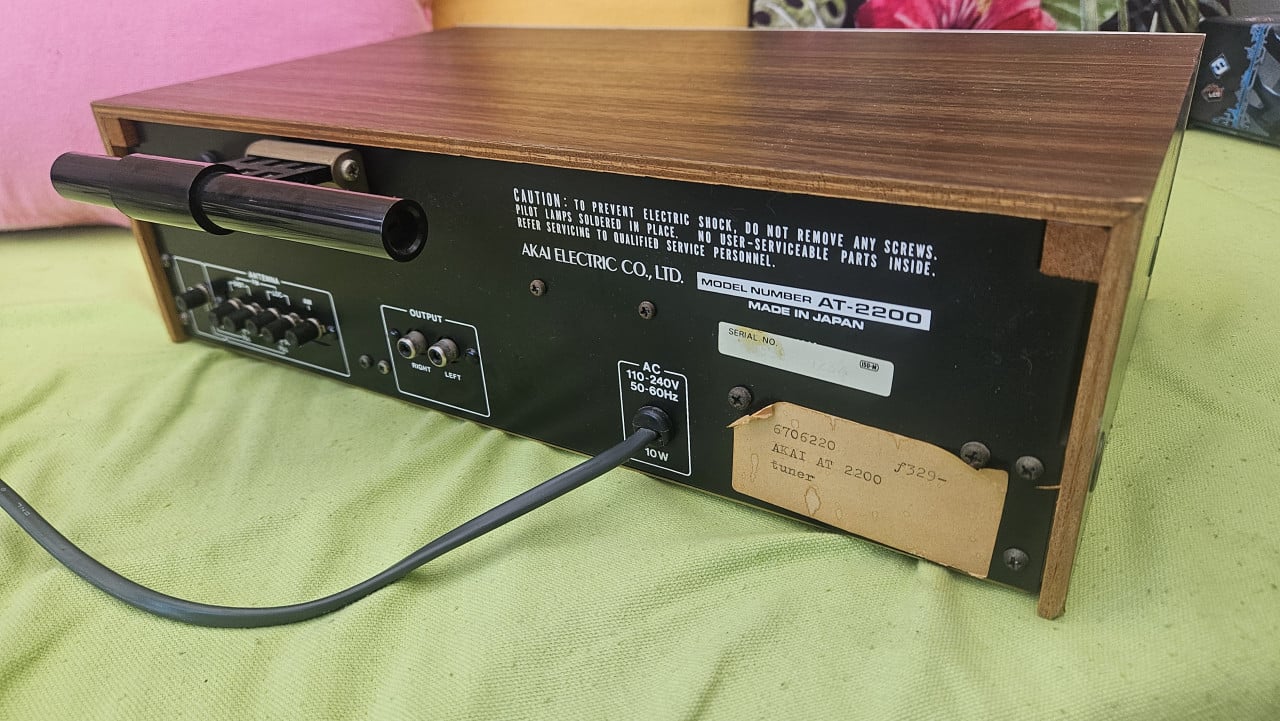 CAUTION: TO PREVENT ELECTRIC SHOCK, DO NOT REMOVE ANY SCREWS.
PILOT LAMPS SOLDERED IN PLACE. NO USER-SERVICEABLE PARTS INSIDE.
REFER SERVICING TO QUALIFIED SERVICE PERSONNEL.
AKAI ELECTRIC CO., LTD.
MODEL NUMBER AT-2200
MADE IN JAPAN
SERIAL NO.
ANTENNA
OUTPUT
RIGHT LEFT
AC
110-240V
50-60Hz
10W
6706220 ƒ329-
AKAI AT 2200
tuner